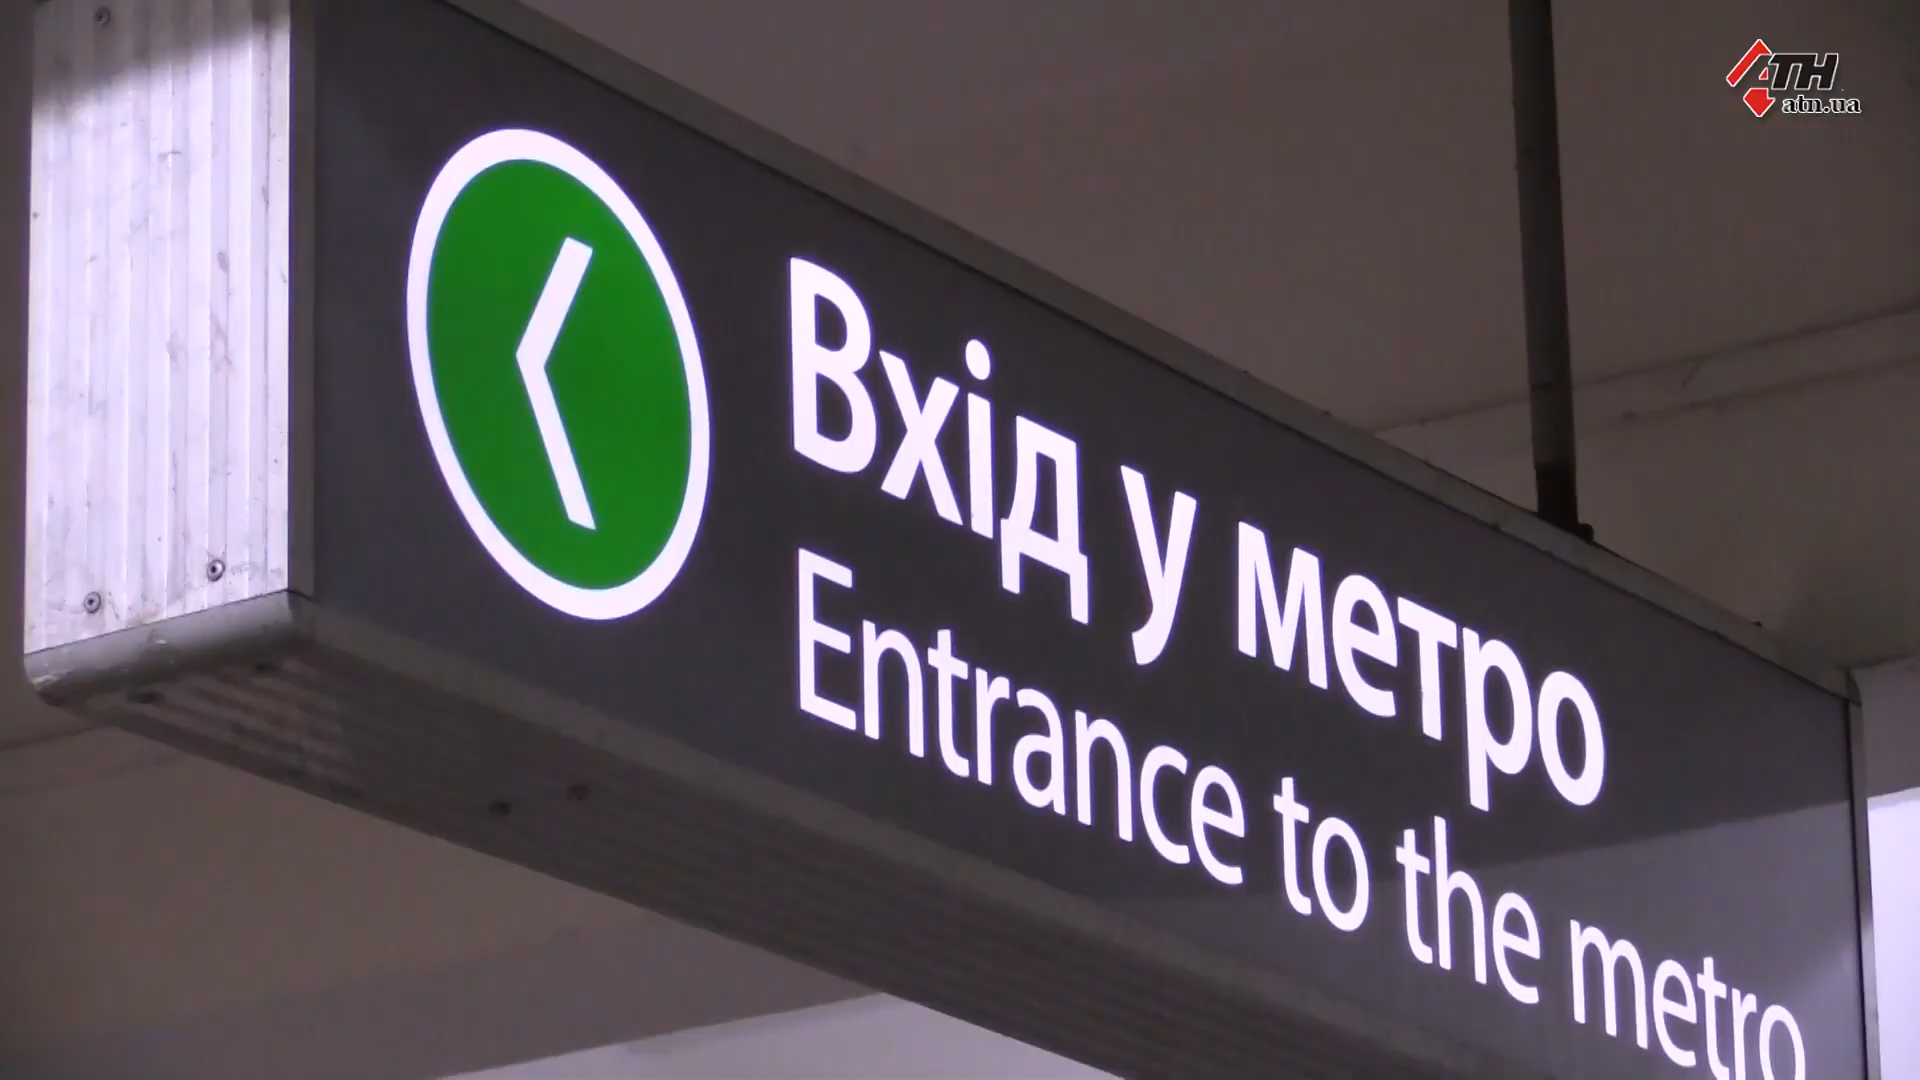 АТН
atn.ua
Вхід у метро
Entrance to the metro